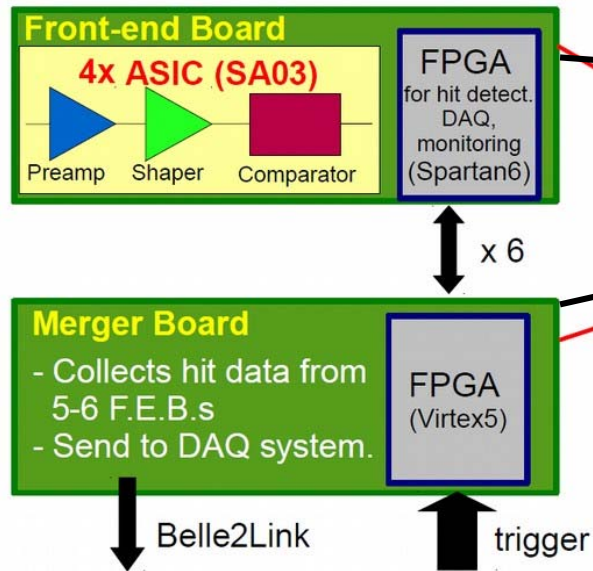 Front-end Board
4x ASIC (SA03)
Preamp
Shaper
Comparator
FPGA
for hit detect.
DAQ,
monitoring
(Spartan6)
x 6
Merger Board
- Collects hit data from
5-6 F.E.B.s
- Send to DAQ system.
FPGA
(Virtex5)
Belle2Link
trigger